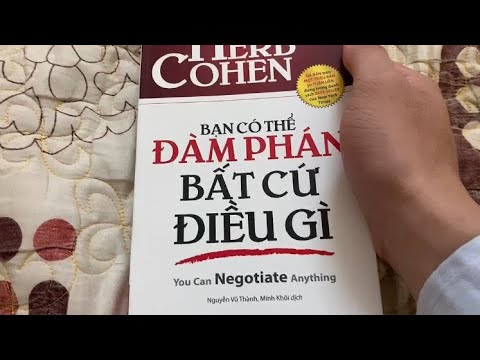 HERB
COHEN
BẠN CÓ THỂ
ĐÀM PHÁN
BẤT CỨ
ĐIỀU GÌ
You Can Negotiate Anything
Nguyễn Vũ Thành, Minh Khôi dịch